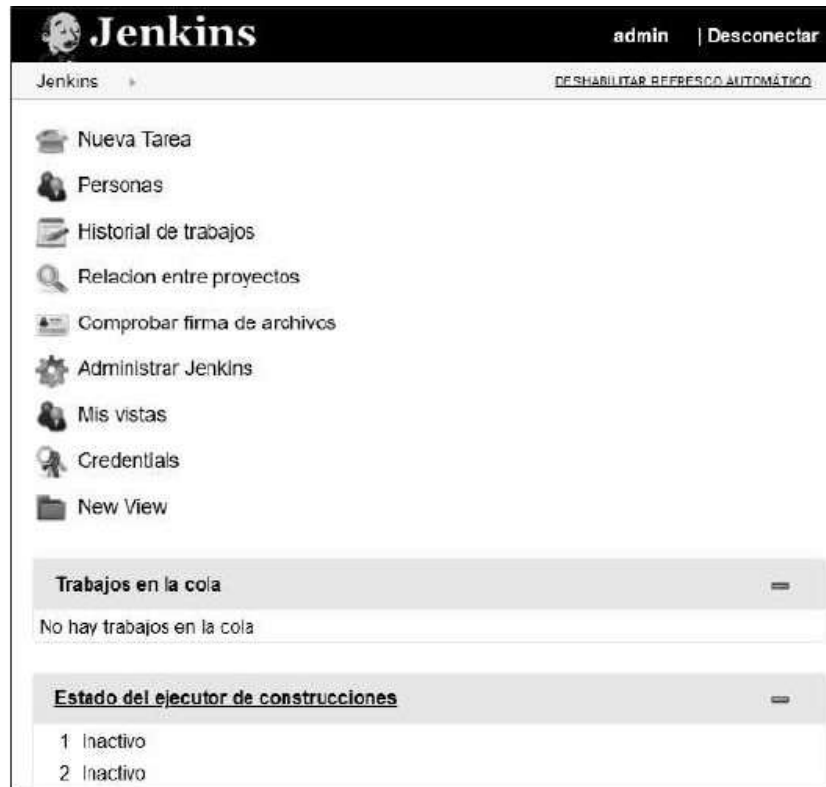 Jenkins
admin | Desconectar
Jenkins
DESHABILITAR REFRESCO AUTOMÁTICO
Nueva Tarea
Personas
Historial de trabajos
Relacion entre proyectos
Comprobar firma de archivos
Administrar Jenkins
Mis vistas
Credentials
New View
Trabajos en la cola
No hay trabajos en la cola
Estado del ejecutor de construcciones
1 Inactivo
2 Inactivo